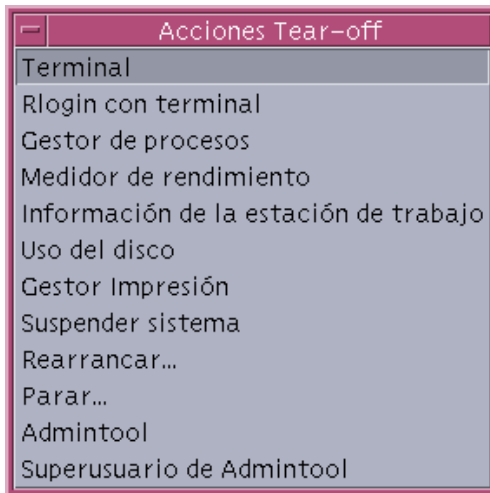 Acciones Tear-off
Terminal
Rlogin con terminal
Gestor de procesos
Medidor de rendimiento
Información de la estación de trabajo
Uso del disco
Gestor Impresión
Suspender sistema
Rearrancar...
Parar...
Admintool
Superusuario de Admintool